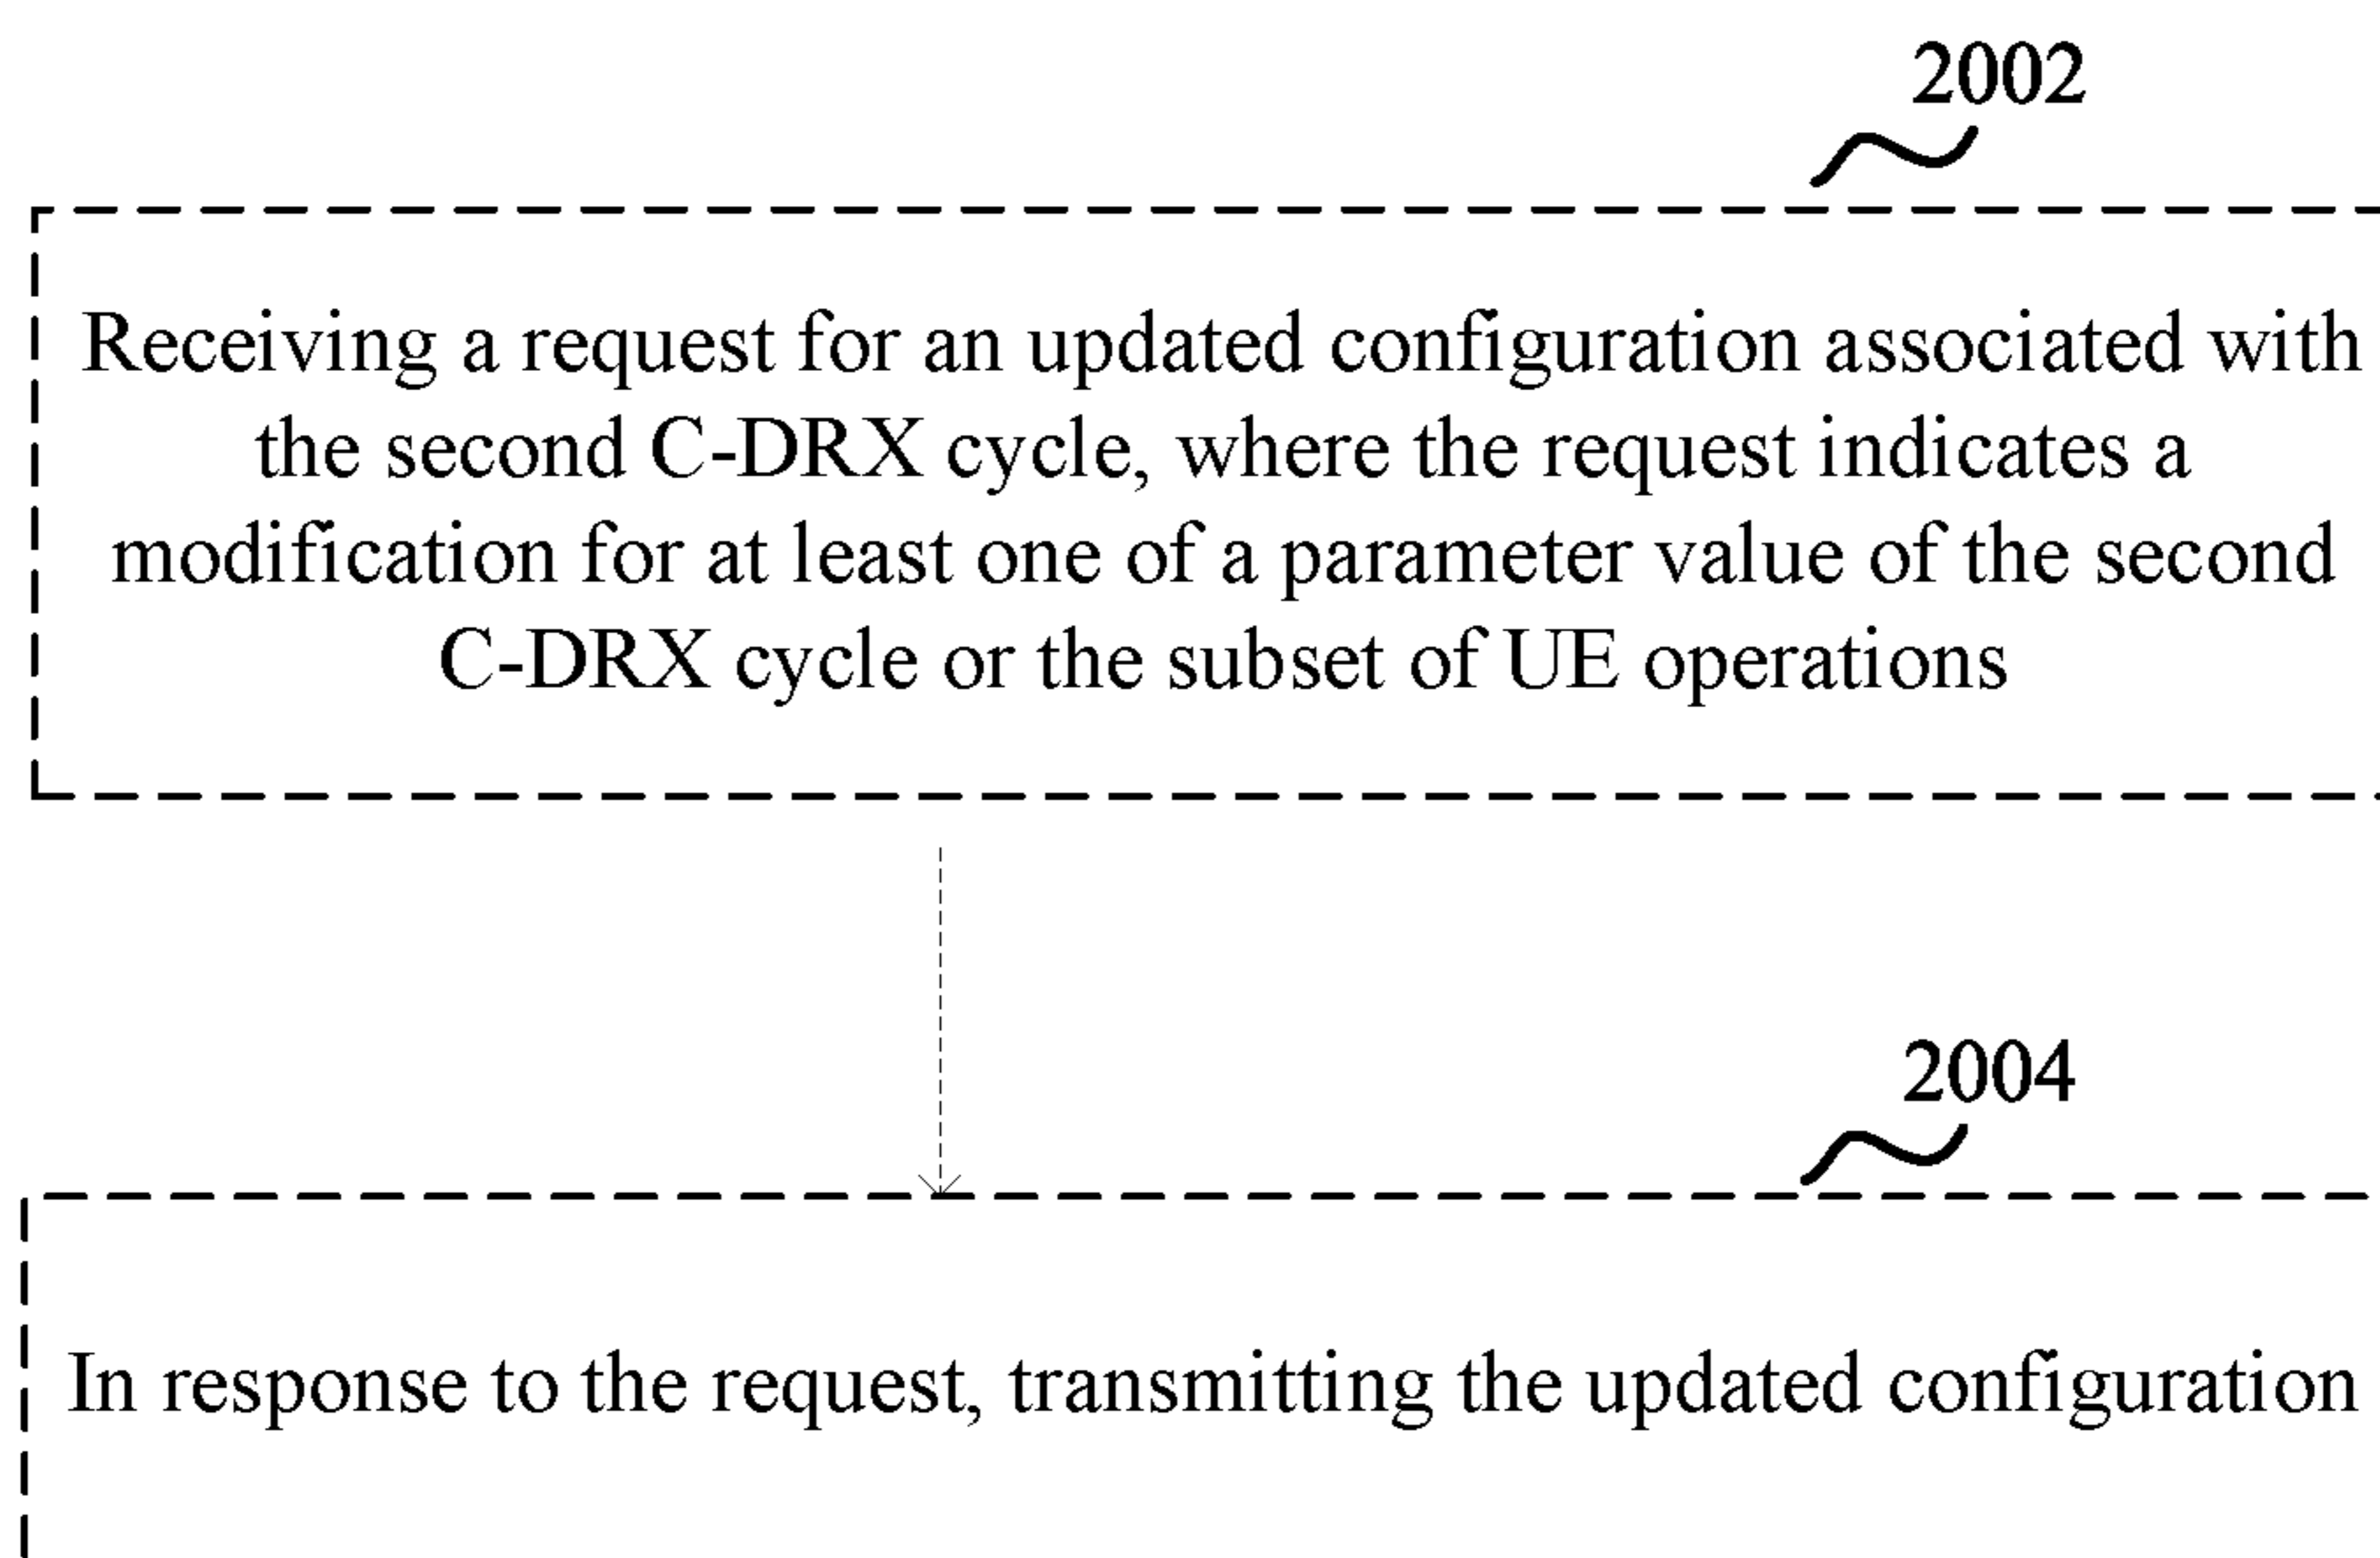 2002
Receiving a request for an updated configuration associated with
the second C-DRX cycle, where the request indicates a
modification for at least one of a parameter value of the second
C-DRX cycle or the subset of UE operations
2004
In response to the request, transmitting the updated configuration